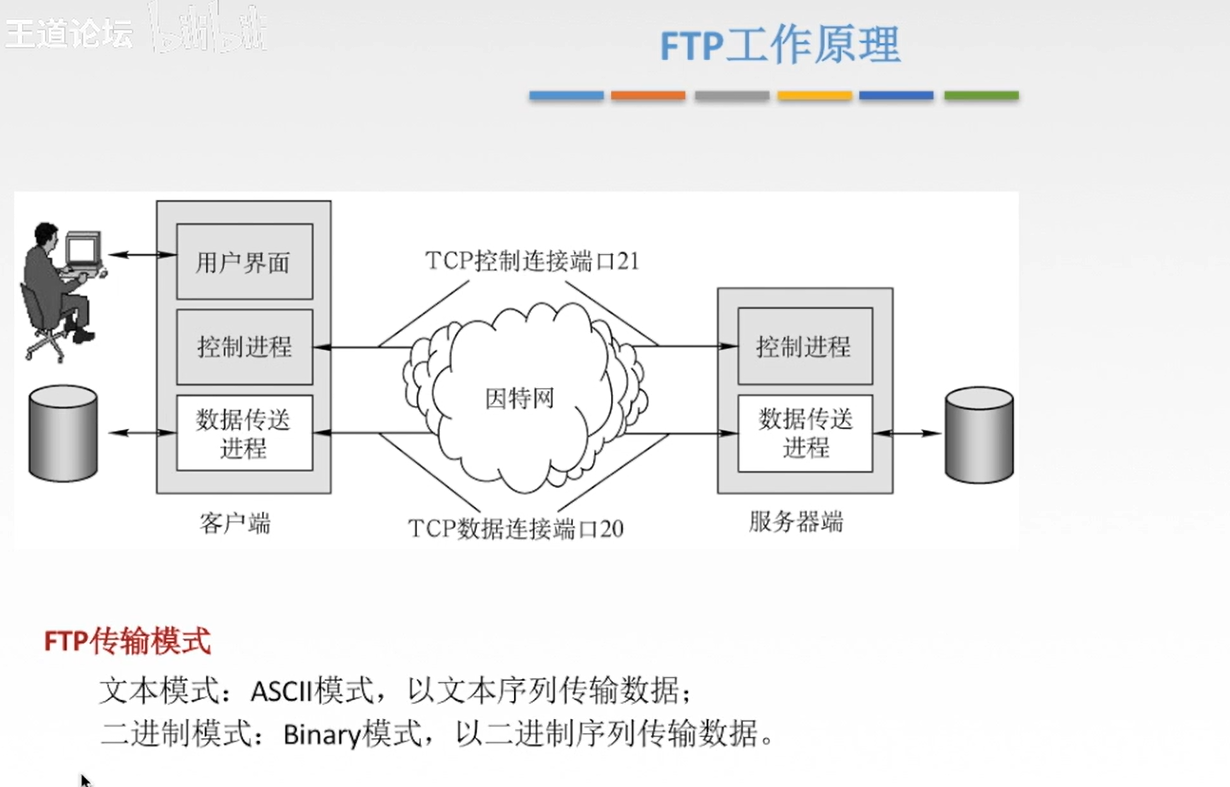 王道论坛 bilibili
FTP工作原理
用户界面
TCP控制连接端口21
控制进程
控制进程
因特网
数据传送
进程
数据传送
进程
客户端
TCP数据连接端口20
服务器端
FTP传输模式
文本模式：ASCII模式，以文本序列传输数据；
二进制模式：Binary模式，以二进制序列传输数据。